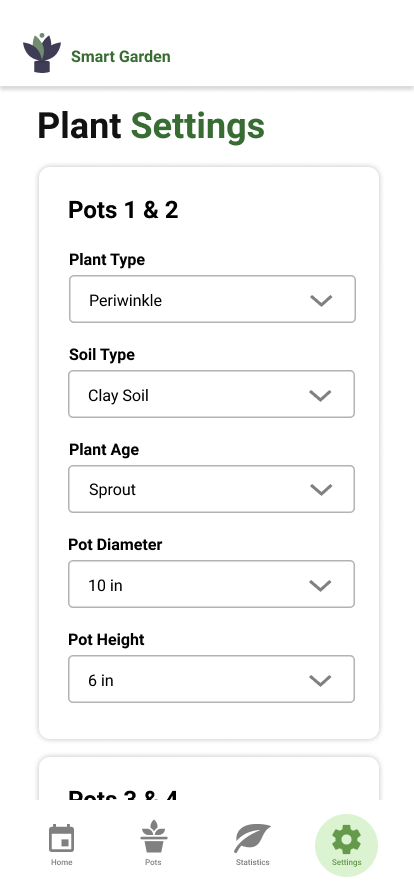 Smart Garden
Plant Settings
Pots 1 & 2
Plant Type
Periwinkle
Soil Type
Clay Soil
Plant Age
Sprout
Pot Diameter
10 in
Pot Height
6 in
Pots 3 & 4
Home
Pots
Statistics
Settings